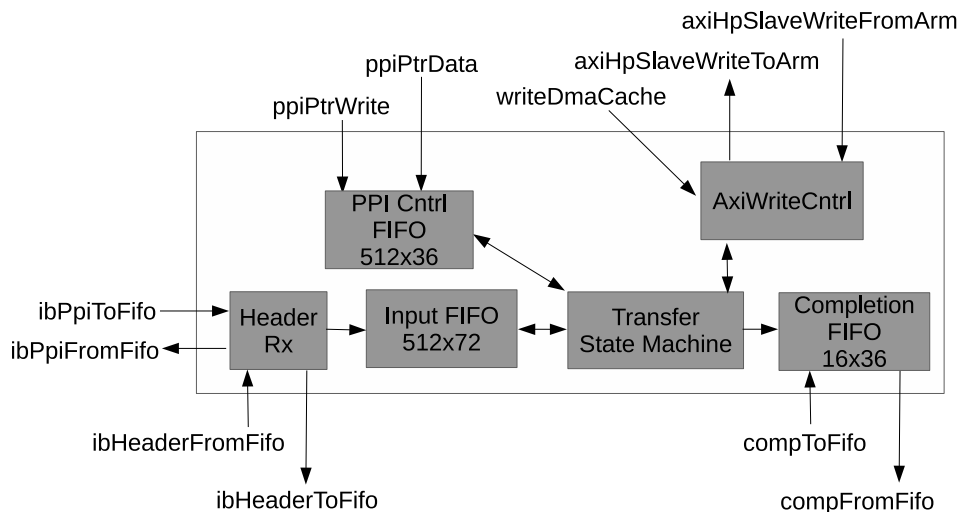 axiHpSlaveWriteFromArm
axiHpSlaveWriteToArm
ppiPtrData
writeDmaCache
ppiPtrWrite
PPI Cntrl
FIFO
512x36
AxiWriteCntrl
ibPpiToFifo
ibPpiFromFifo
Header
Rx
Input FIFO
512x72
Transfer
State Machine
Completion
FIFO
16x36
ibHeaderFromFifo
ibHeaderToFifo
compToFifo
compFromFifo